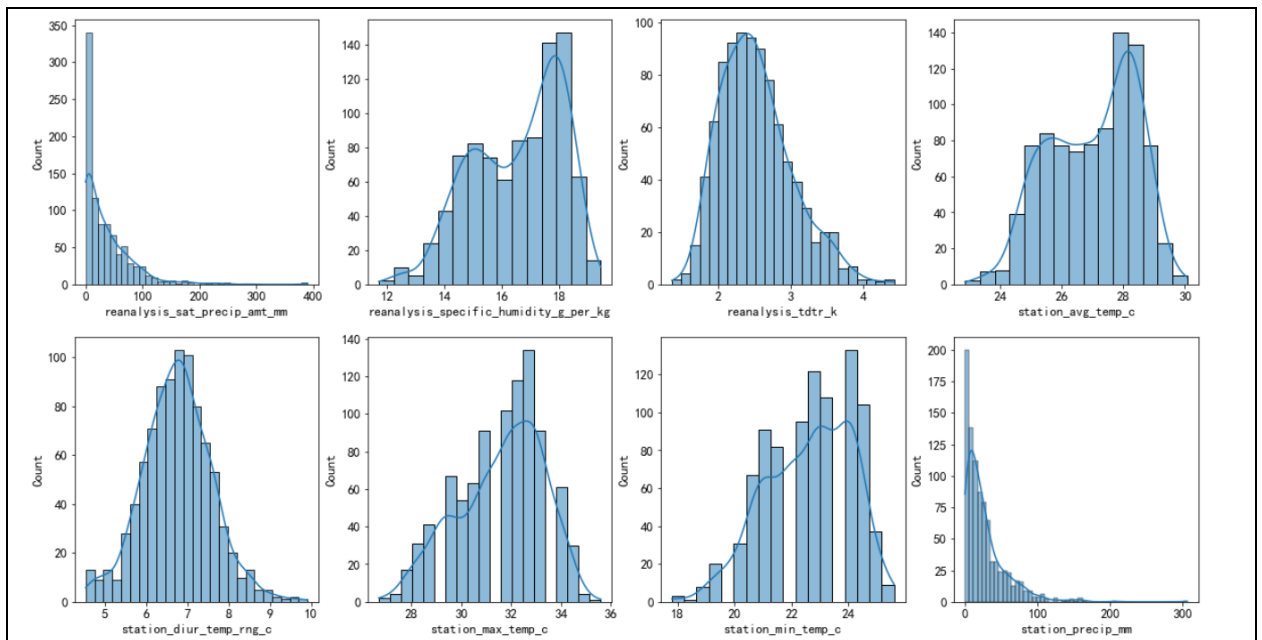 350
300
250
200
150
100
50
0
Count
0 100 200 300 400
reanalysis_sat_precip_amt_mm
140
120
100
80
60
40
20
0
Count
12 14 16 18
reanalysis_specific_humidity_g_per_kg
100
80
60
40
20
0
Count
2 3 4
reanalysis_tdtr_k
140
120
100
80
60
40
20
0
Count
24 26 28 30
station_avg_temp_c
100
80
60
40
20
0
Count
5 6 7 8 9 10
station_diur_temp_rng_c
140
120
100
80
60
40
20
0
Count
28 30 32 34 36
station_max_temp_c
120
100
80
60
40
20
0
Count
18 20 22 24
station_min_temp_c
200
175
150
125
100
75
50
25
0
Count
0 100 200 300
station_precip_mm